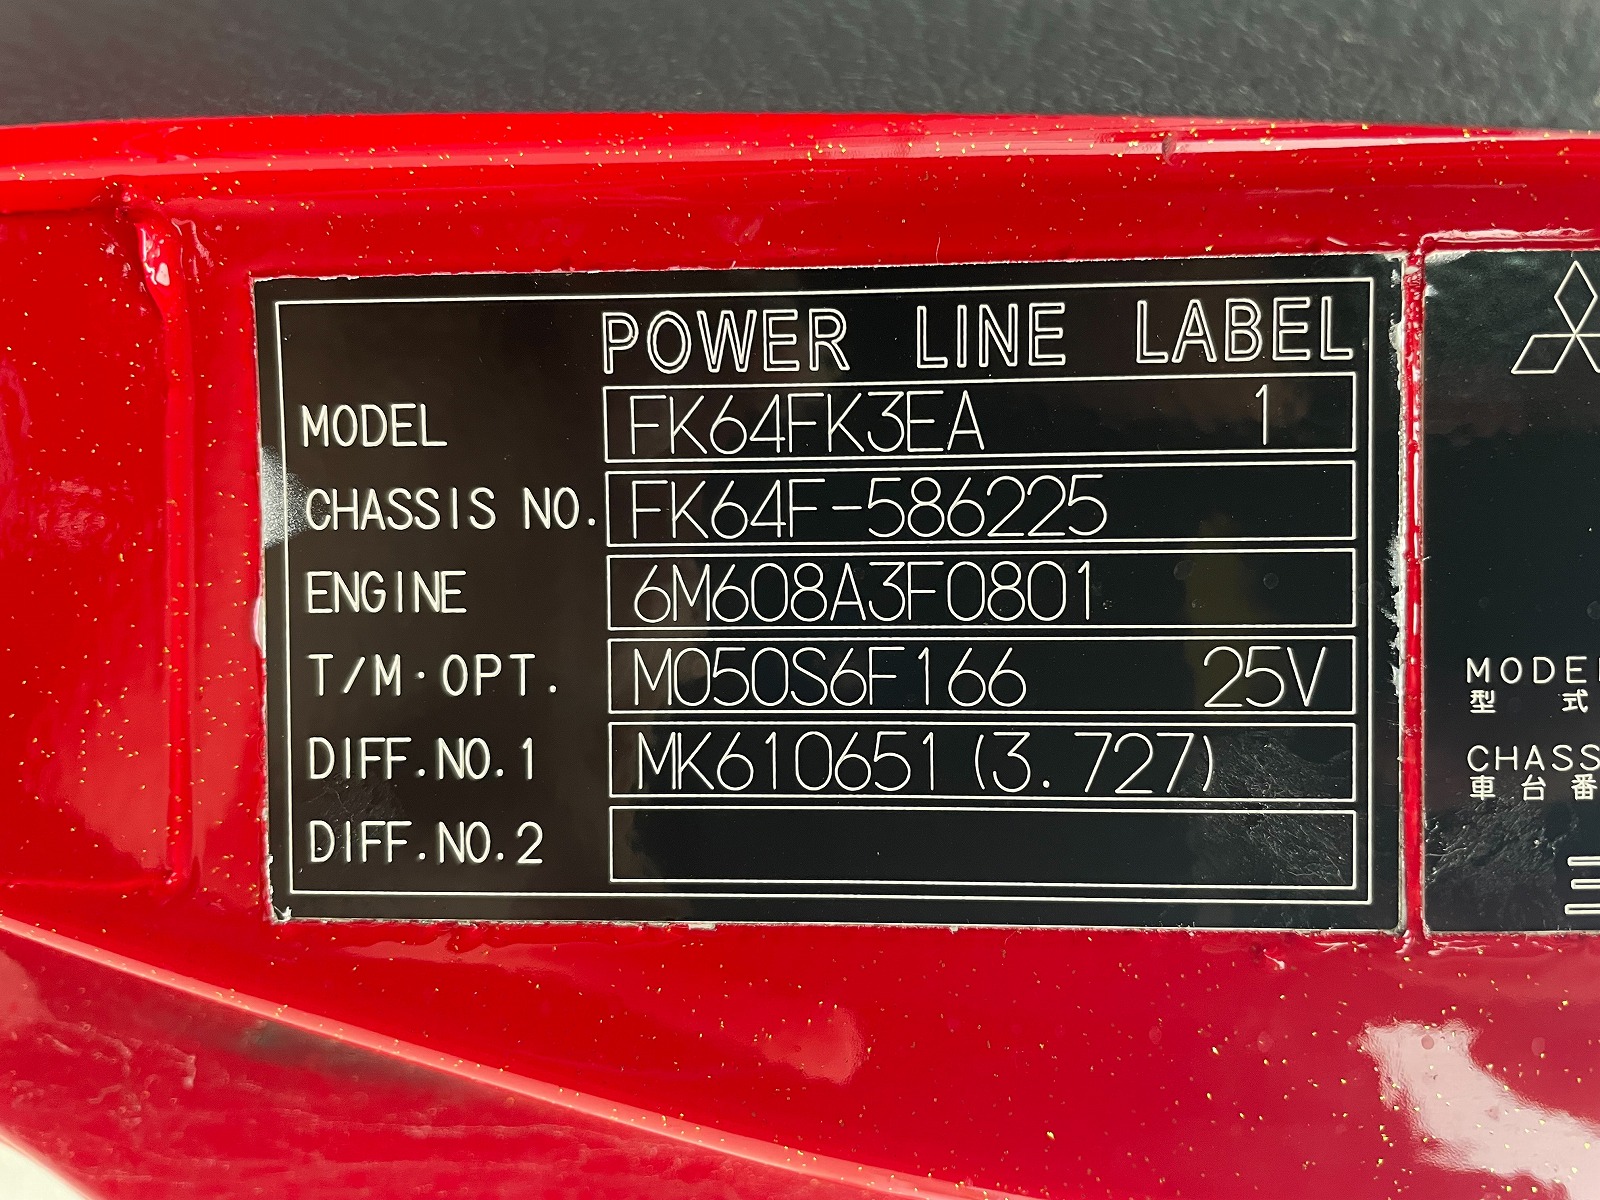 POWER LINE LABEL
MODEL FK64FK3EA 1
CHASSIS NO. FK64F-586225
ENGINE 6M608A3F0801
T/M·OPT. M050S6F166 25V
DIFF.NO.1 MK610651(3.727)
DIFF.NO.2
MODE
型 式
CHASS
車台番